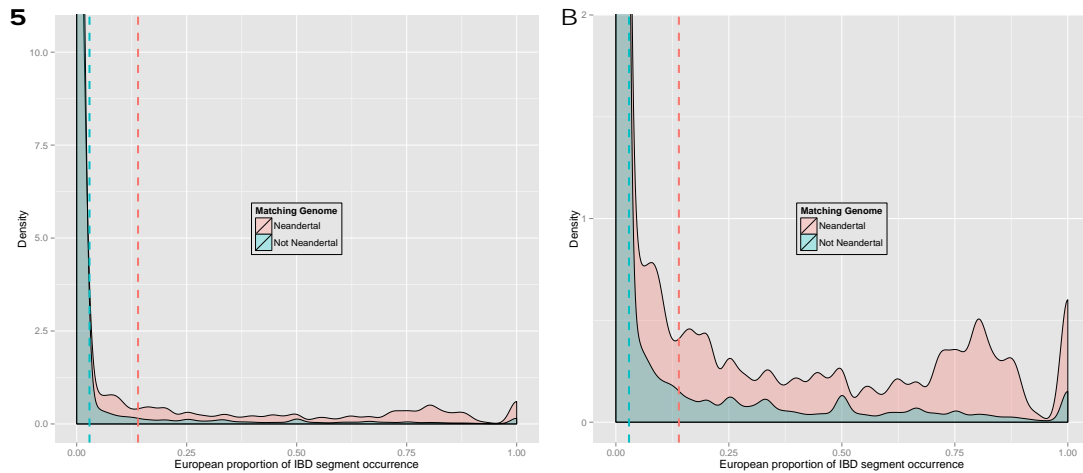 5
10.0
7.5
5.0
2.5
0.0
Density
Matching Genome
Neandertal
Not Neandertal
0.00 0.25 0.50 0.75 1.00
European proportion of IBD segment occurrence
B
2
1
0
Density
Matching Genome
Neandertal
Not Neandertal
0.00 0.25 0.50 0.75 1.00
European proportion of IBD segment occurrence